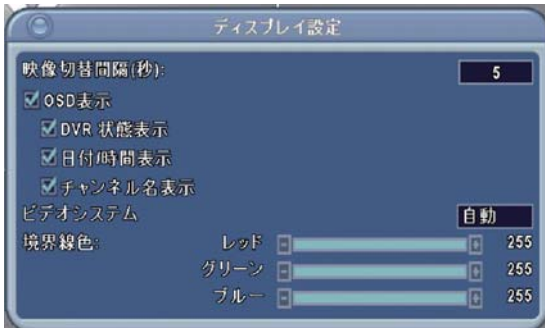 ディスプレイ設定
映像切替間隔(秒): 5
OSD表示
DVR 状態表示
日付/時間表示
チャンネル名表示
ビデオシステム 自動
境界線色: レッド 255
グリーン 255
ブルー 255